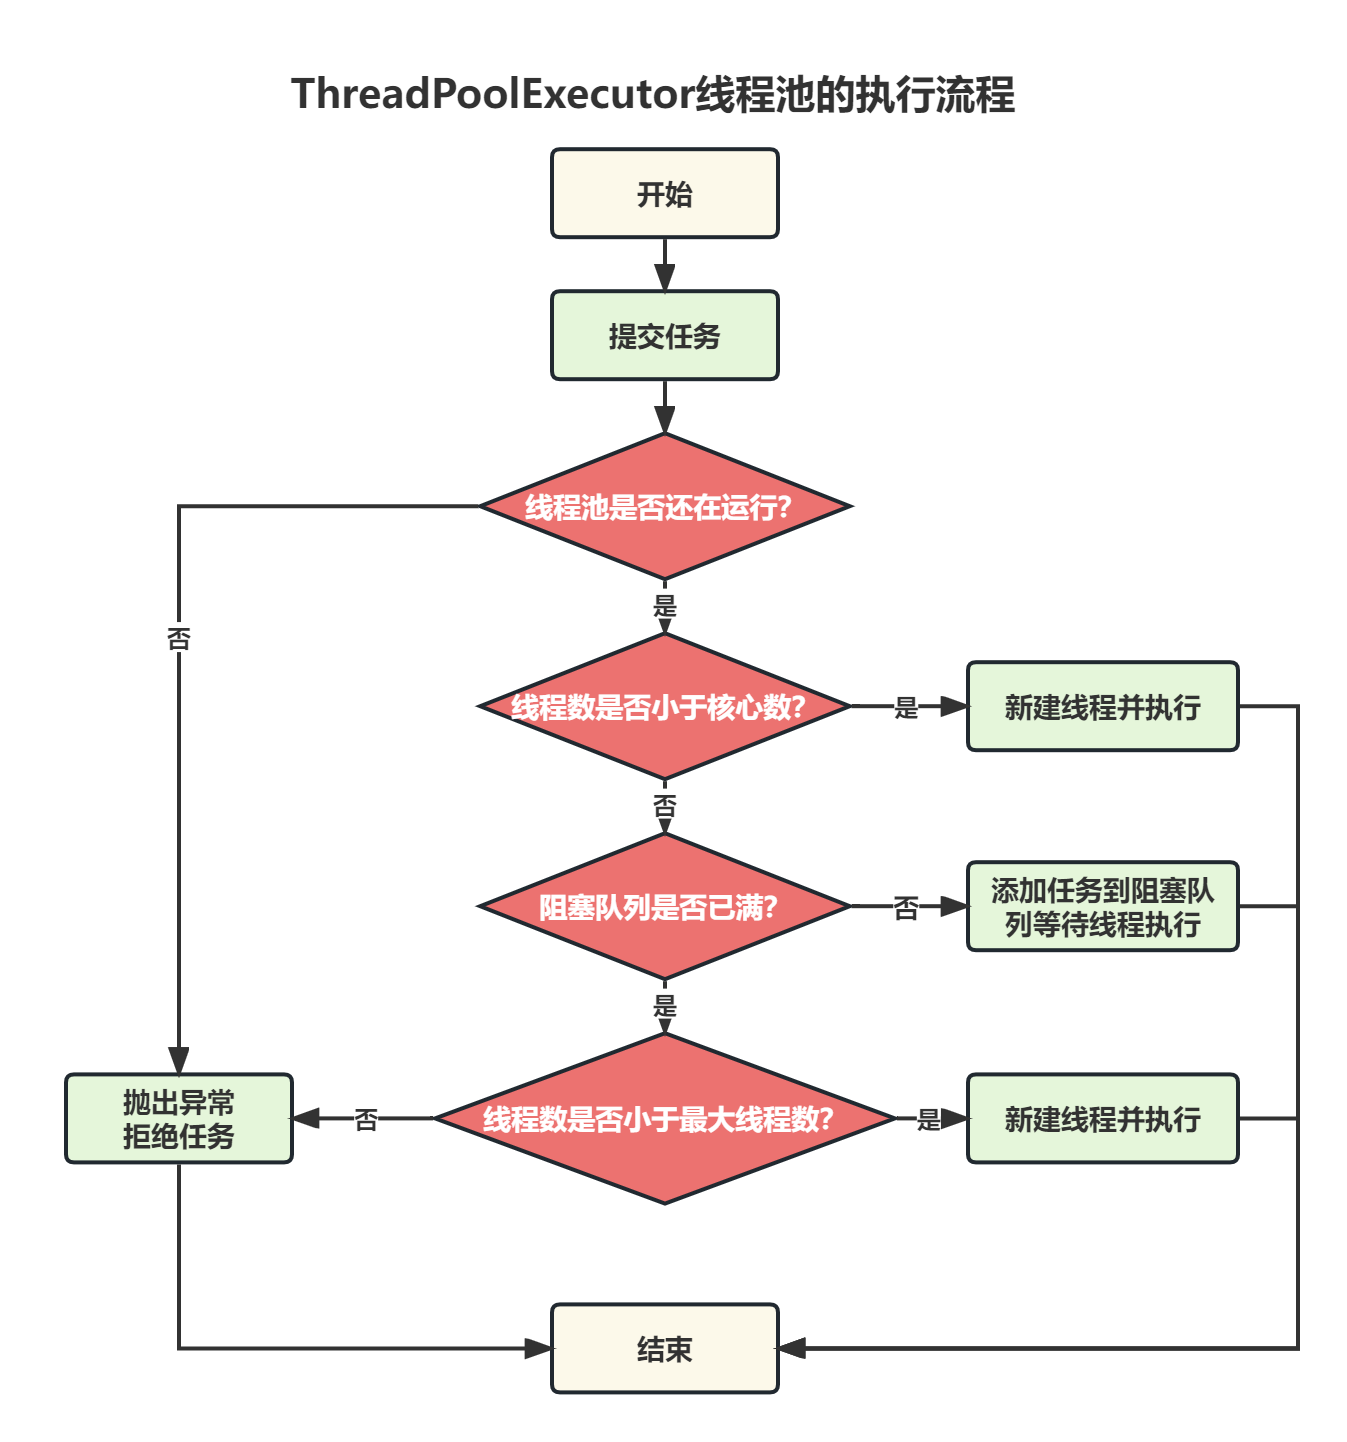 ThreadPoolExecutor线程池的执行流程
开始
提交任务
线程池是否还在运行？
否
是
线程数是否小于核心数？
是
新建线程并执行
否
阻塞队列是否已满？
否
添加任务到阻塞队
列等待线程执行
是
抛出异常
拒绝任务
否
线程数是否小于最大线程数？
是
新建线程并执行
结束